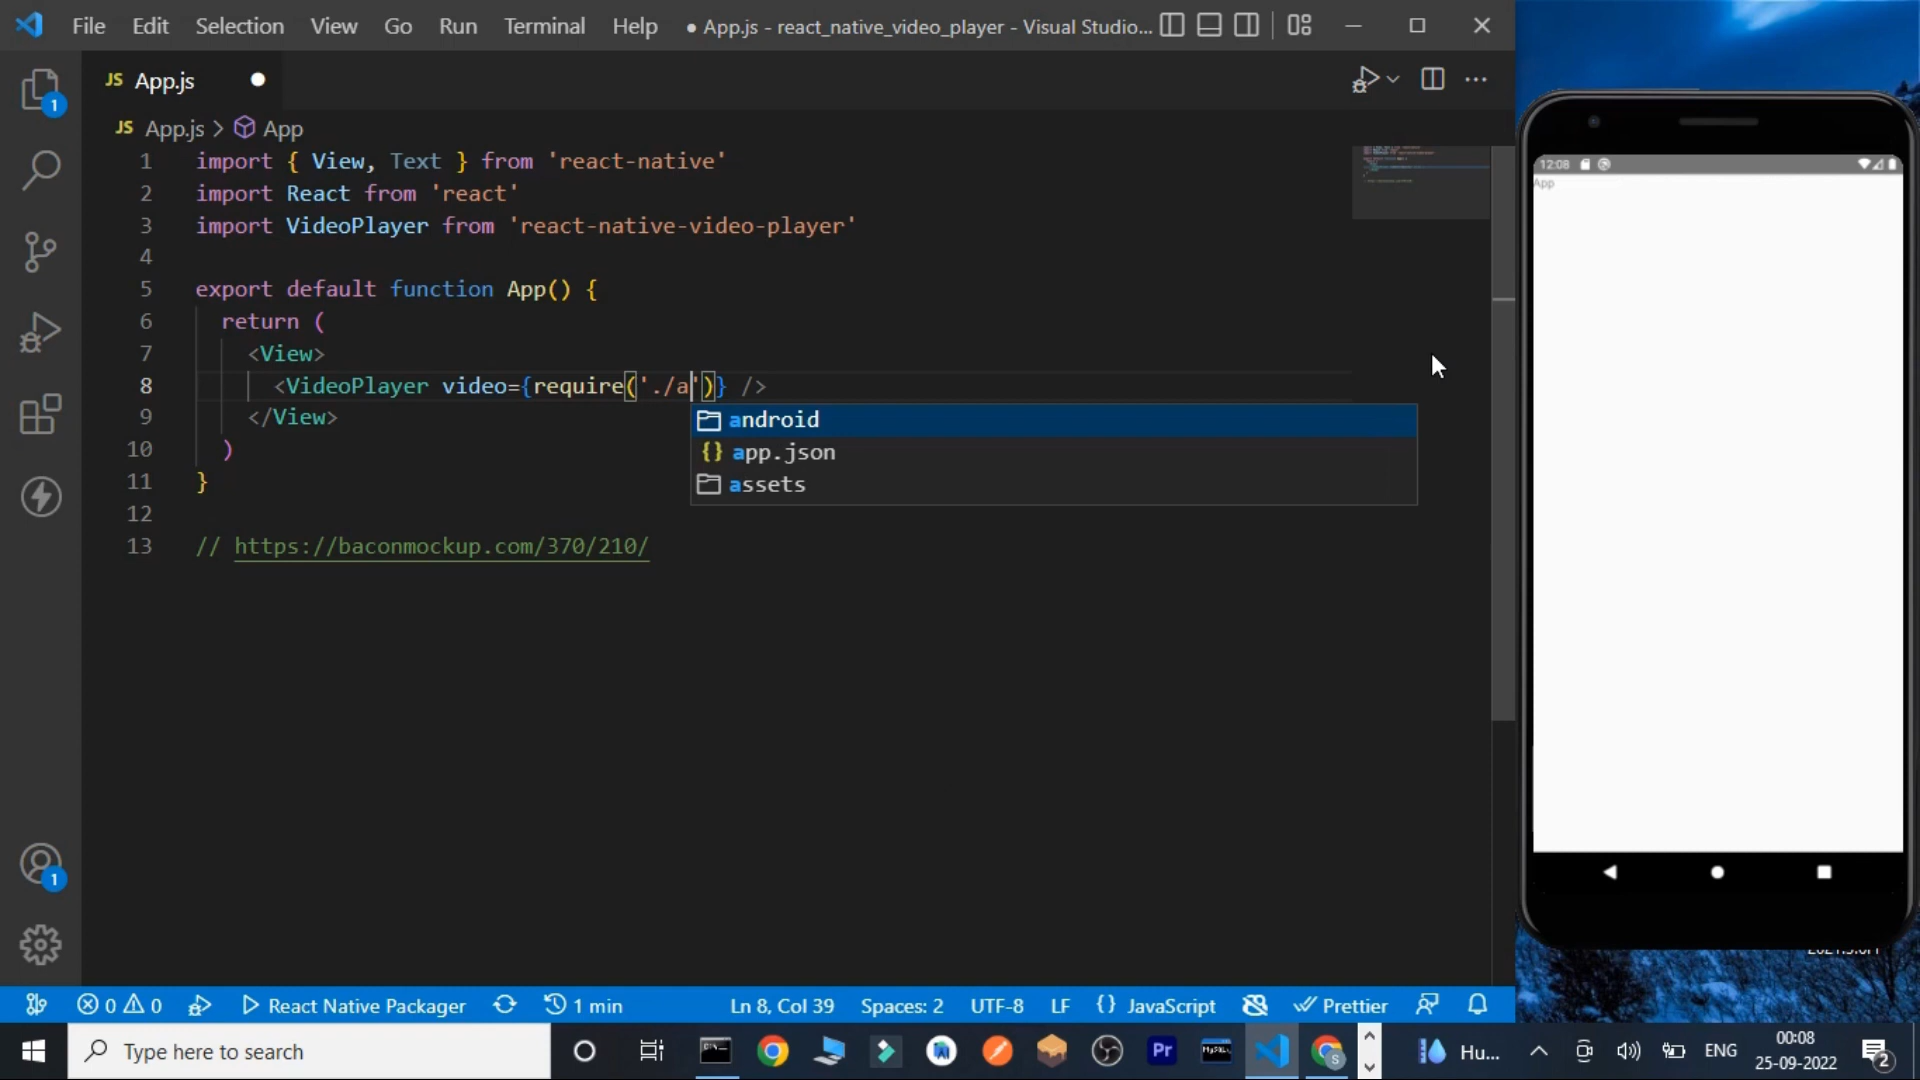 File Edit Selection View Go Run Terminal Help ● App.js - react_native_video_player - Visual Studio...
JS App.js
JS App.js > App
1 import { View, Text } from 'react-native'
2 import React from 'react'
3 import VideoPlayer from 'react-native-video-player'
4
5 export default function App() {
6 return (
7 <View>
8 <VideoPlayer video={require('./a')} />
android
9 </View>
10 )
{} app.json
11 }
assets
12
13 // https://baconmockup.com/370/210/
1
1
12:08
App
0 0 React Native Packager 1 min Ln 8, Col 39 Spaces: 2 UTF-8 LF {} JavaScript Prettier
Type here to search
Pr
MySQL
S
Hu...
ENG
00:08
25-09-2022
2